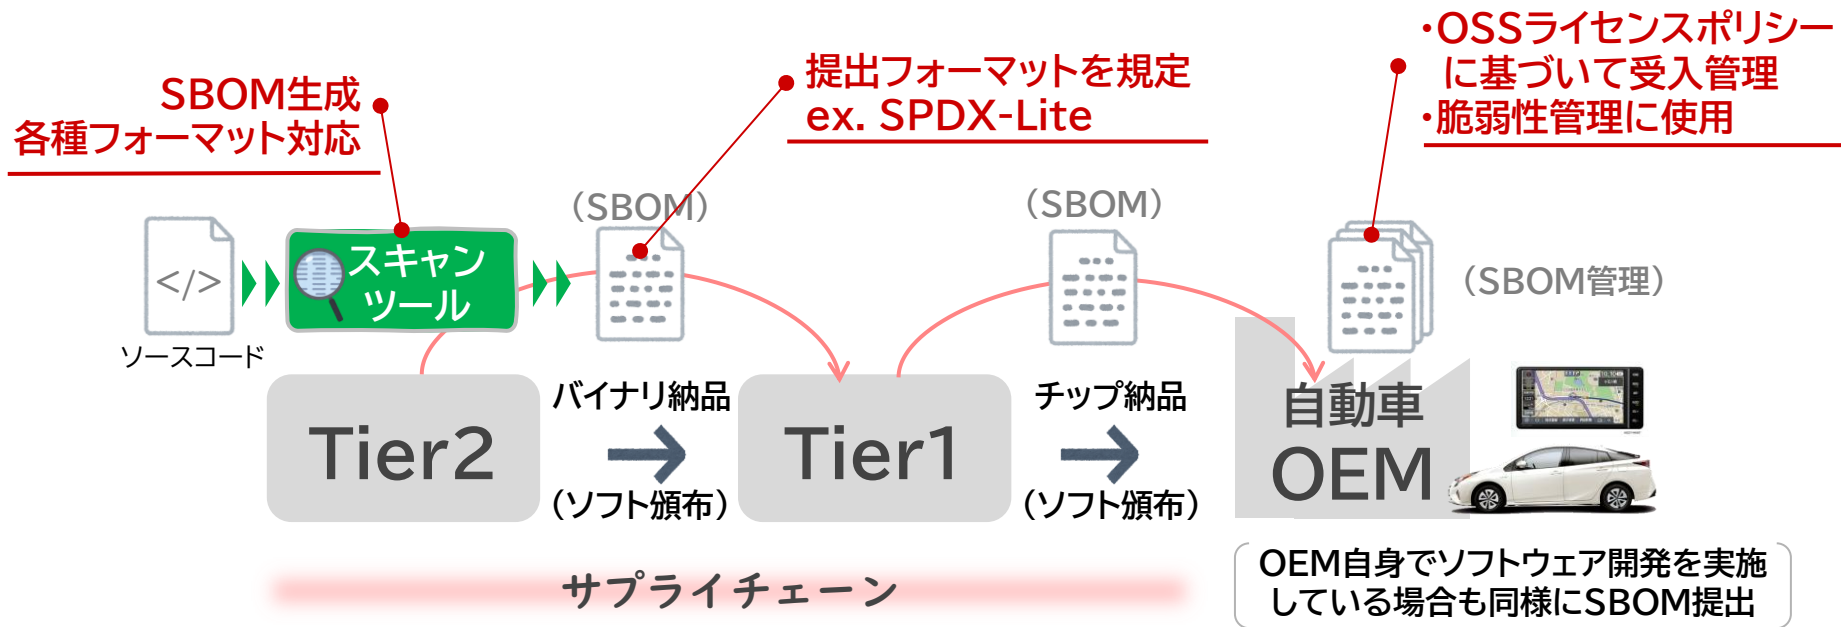 SBOM生成
各種フォーマット対応
提出フォーマットを規定
ex. SPDX-Lite
・OSSライセンスポリシー
に基づいて受入管理
・脆弱性管理に使用
(SBOM)
(SBOM)
(SBOM管理)
</>
スキャン
ツール
ソースコード
Tier2
バイナリ納品
(ソフト頒布)
Tier1
チップ納品
(ソフト頒布)
自動車
OEM
サプライチェーン
OEM自身でソフトウェア開発を実施
している場合も同様にSBOM提出